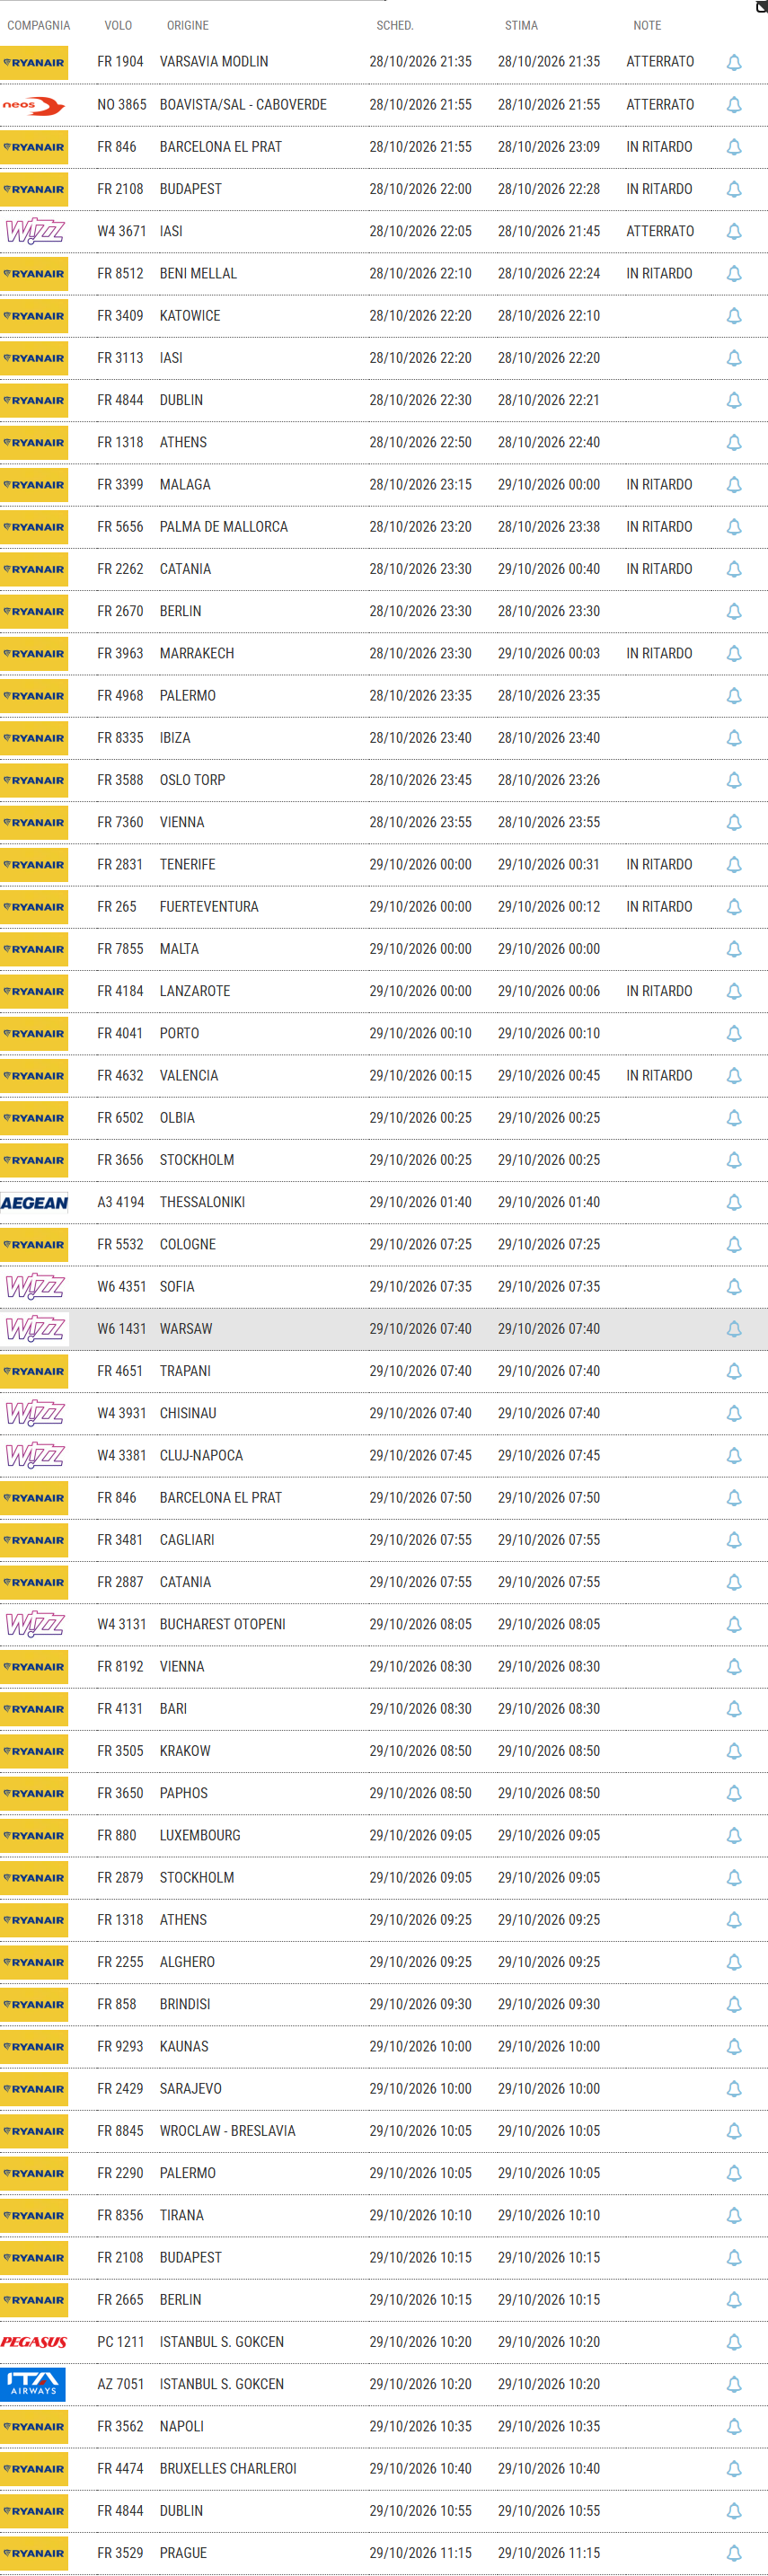 COMPAGNIA VOLO ORIGINE SCHED. STIMA NOTE
RYANAIR FR 1904 VARSAVIA MODLIN 28/10/2026 21:35 28/10/2026 21:35 ATTERRATO
neos NO 3865 BOAVISTA/SAL - CABOVERDE 28/10/2026 21:55 28/10/2026 21:55 ATTERRATO
RYANAIR FR 846 BARCELONA EL PRAT 28/10/2026 21:55 28/10/2026 23:09 IN RITARDO
RYANAIR FR 2108 BUDAPEST 28/10/2026 22:00 28/10/2026 22:28 IN RITARDO
WIZZ W4 3671 IASI 28/10/2026 22:05 28/10/2026 21:45 ATTERRATO
RYANAIR FR 8512 BENI MELLAL 28/10/2026 22:10 28/10/2026 22:24 IN RITARDO
RYANAIR FR 3409 KATOWICE 28/10/2026 22:20 28/10/2026 22:10
RYANAIR FR 3113 IASI 28/10/2026 22:20 28/10/2026 22:20
RYANAIR FR 4844 DUBLIN 28/10/2026 22:30 28/10/2026 22:21
RYANAIR FR 1318 ATHENS 28/10/2026 22:50 28/10/2026 22:40
RYANAIR FR 3399 MALAGA 28/10/2026 23:15 29/10/2026 00:00 IN RITARDO
RYANAIR FR 5656 PALMA DE MALLORCA 28/10/2026 23:20 28/10/2026 23:38 IN RITARDO
RYANAIR FR 2262 CATANIA 28/10/2026 23:30 29/10/2026 00:40 IN RITARDO
RYANAIR FR 2670 BERLIN 28/10/2026 23:30 28/10/2026 23:30
RYANAIR FR 3963 MARRAKECH 28/10/2026 23:30 29/10/2026 00:03 IN RITARDO
RYANAIR FR 4968 PALERMO 28/10/2026 23:35 28/10/2026 23:35
RYANAIR FR 8335 IBIZA 28/10/2026 23:40 28/10/2026 23:40
RYANAIR FR 3588 OSLO TORP 28/10/2026 23:45 28/10/2026 23:26
RYANAIR FR 7360 VIENNA 28/10/2026 23:55 28/10/2026 23:55
RYANAIR FR 2831 TENERIFE 29/10/2026 00:00 29/10/2026 00:31 IN RITARDO
RYANAIR FR 265 FUERTEVENTURA 29/10/2026 00:00 29/10/2026 00:12 IN RITARDO
RYANAIR FR 7855 MALTA 29/10/2026 00:00 29/10/2026 00:00
RYANAIR FR 4184 LANZAROTE 29/10/2026 00:00 29/10/2026 00:06 IN RITARDO
RYANAIR FR 4041 PORTO 29/10/2026 00:10 29/10/2026 00:10
RYANAIR FR 4632 VALENCIA 29/10/2026 00:15 29/10/2026 00:45 IN RITARDO
RYANAIR FR 6502 OLBIA 29/10/2026 00:25 29/10/2026 00:25
RYANAIR FR 3656 STOCKHOLM 29/10/2026 00:25 29/10/2026 00:25
AEGEAN A3 4194 THESSALONIKI 29/10/2026 01:40 29/10/2026 01:40
RYANAIR FR 5532 COLOGNE 29/10/2026 07:25 29/10/2026 07:25
WIZZ W6 4351 SOFIA 29/10/2026 07:35 29/10/2026 07:35
WIZZ W6 1431 WARSAW 29/10/2026 07:40 29/10/2026 07:40
RYANAIR FR 4651 TRAPANI 29/10/2026 07:40 29/10/2026 07:40
WIZZ W4 3931 CHISINAU 29/10/2026 07:40 29/10/2026 07:40
WIZZ W4 3381 CLUJ-NAPOCA 29/10/2026 07:45 29/10/2026 07:45
RYANAIR FR 846 BARCELONA EL PRAT 29/10/2026 07:50 29/10/2026 07:50
RYANAIR FR 3481 CAGLIARI 29/10/2026 07:55 29/10/2026 07:55
RYANAIR FR 2887 CATANIA 29/10/2026 07:55 29/10/2026 07:55
WIZZ W4 3131 BUCHAREST OTOPENI 29/10/2026 08:05 29/10/2026 08:05
RYANAIR FR 8192 VIENNA 29/10/2026 08:30 29/10/2026 08:30
RYANAIR FR 4131 BARI 29/10/2026 08:30 29/10/2026 08:30
RYANAIR FR 3505 KRAKOW 29/10/2026 08:50 29/10/2026 08:50
RYANAIR FR 3650 PAPHOS 29/10/2026 08:50 29/10/2026 08:50
RYANAIR FR 880 LUXEMBOURG 29/10/2026 09:05 29/10/2026 09:05
RYANAIR FR 2879 STOCKHOLM 29/10/2026 09:05 29/10/2026 09:05
RYANAIR FR 1318 ATHENS 29/10/2026 09:25 29/10/2026 09:25
RYANAIR FR 2255 ALGHERO 29/10/2026 09:25 29/10/2026 09:25
RYANAIR FR 858 BRINDISI 29/10/2026 09:30 29/10/2026 09:30
RYANAIR FR 9293 KAUNAS 29/10/2026 10:00 29/10/2026 10:00
RYANAIR FR 2429 SARAJEVO 29/10/2026 10:00 29/10/2026 10:00
RYANAIR FR 8845 WROCLAW - BRESLAVIA 29/10/2026 10:05 29/10/2026 10:05
RYANAIR FR 2290 PALERMO 29/10/2026 10:05 29/10/2026 10:05
RYANAIR FR 8356 TIRANA 29/10/2026 10:10 29/10/2026 10:10
RYANAIR FR 2108 BUDAPEST 29/10/2026 10:15 29/10/2026 10:15
RYANAIR FR 2665 BERLIN 29/10/2026 10:15 29/10/2026 10:15
PEGASUS PC 1211 ISTANBUL S. GOKCEN 29/10/2026 10:20 29/10/2026 10:20
ITA AIRWAYS AZ 7051 ISTANBUL S. GOKCEN 29/10/2026 10:20 29/10/2026 10:20
RYANAIR FR 3562 NAPOLI 29/10/2026 10:35 29/10/2026 10:35
RYANAIR FR 4474 BRUXELLES CHARLEROI 29/10/2026 10:40 29/10/2026 10:40
RYANAIR FR 4844 DUBLIN 29/10/2026 10:55 29/10/2026 10:55
RYANAIR FR 3529 PRAGUE 29/10/2026 11:15 29/10/2026 11:15